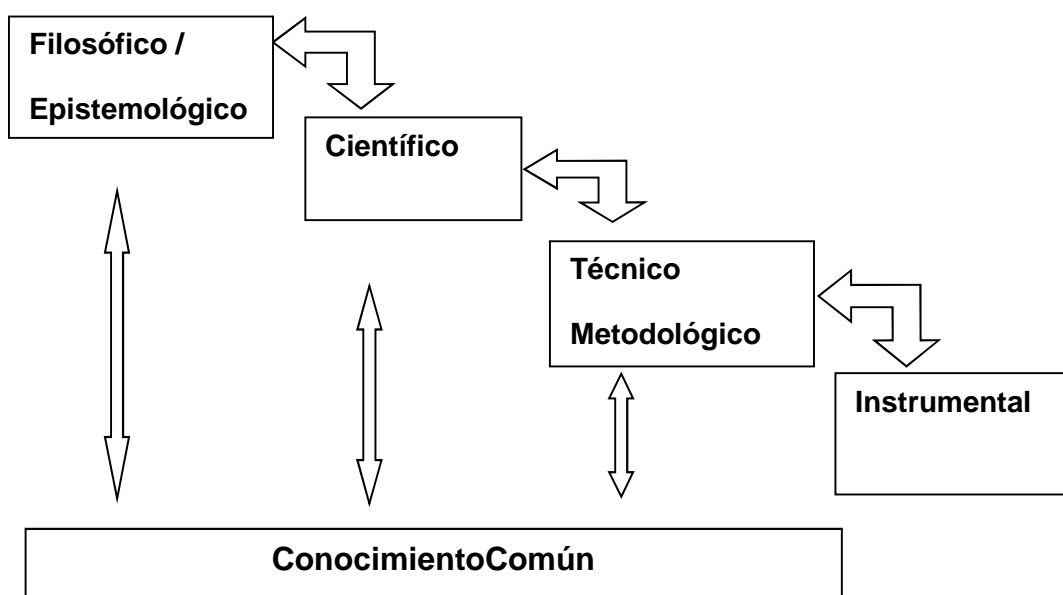 Filosófico /
Epistemológico
Científico
Técnico
Metodológico
Instrumental
ConocimientoComún